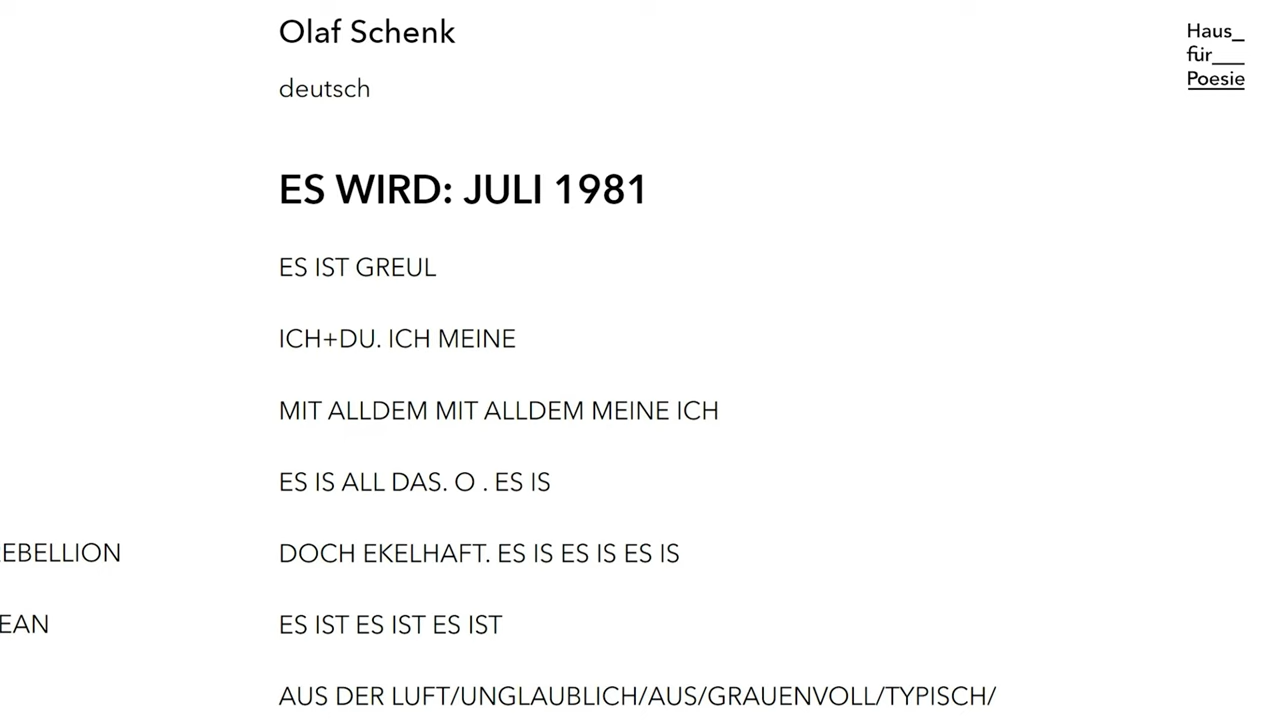 Olaf Schenk
deutsch
Haus_
für___
Poesie
ES WIRD: JULI 1981
ES IST GREUL
ICH+DU. ICH MEINE
MIT ALLDEM MIT ALLDEM MEINE ICH
ES IS ALL DAS. O . ES IS
EBELLION
DOCH EKELHAFT. ES IS ES IS ES IS
EAN
ES IST ES IST ES IST
AUS DER LUFT/UNGLAUBLICH/AUS/GRAUENVOLL/TYPISCH/